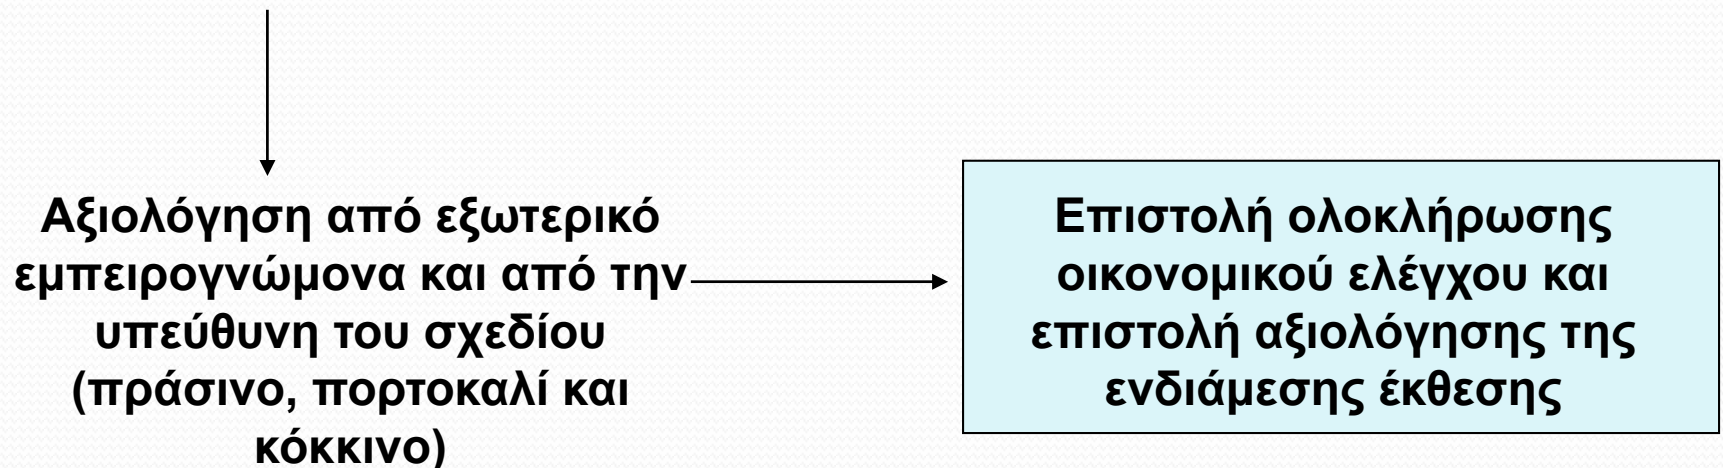 Αξιολόγηση από εξωτερικό
εμπειρογνώμονα και από την
υπεύθυνη του σχεδίου
(πράσινο, πορτοκαλί και
κόκκινο)
Επιστολή ολοκλήρωσης
οικονομικού ελέγχου και
επιστολή αξιολόγησης της
ενδιάμεσης έκθεσης